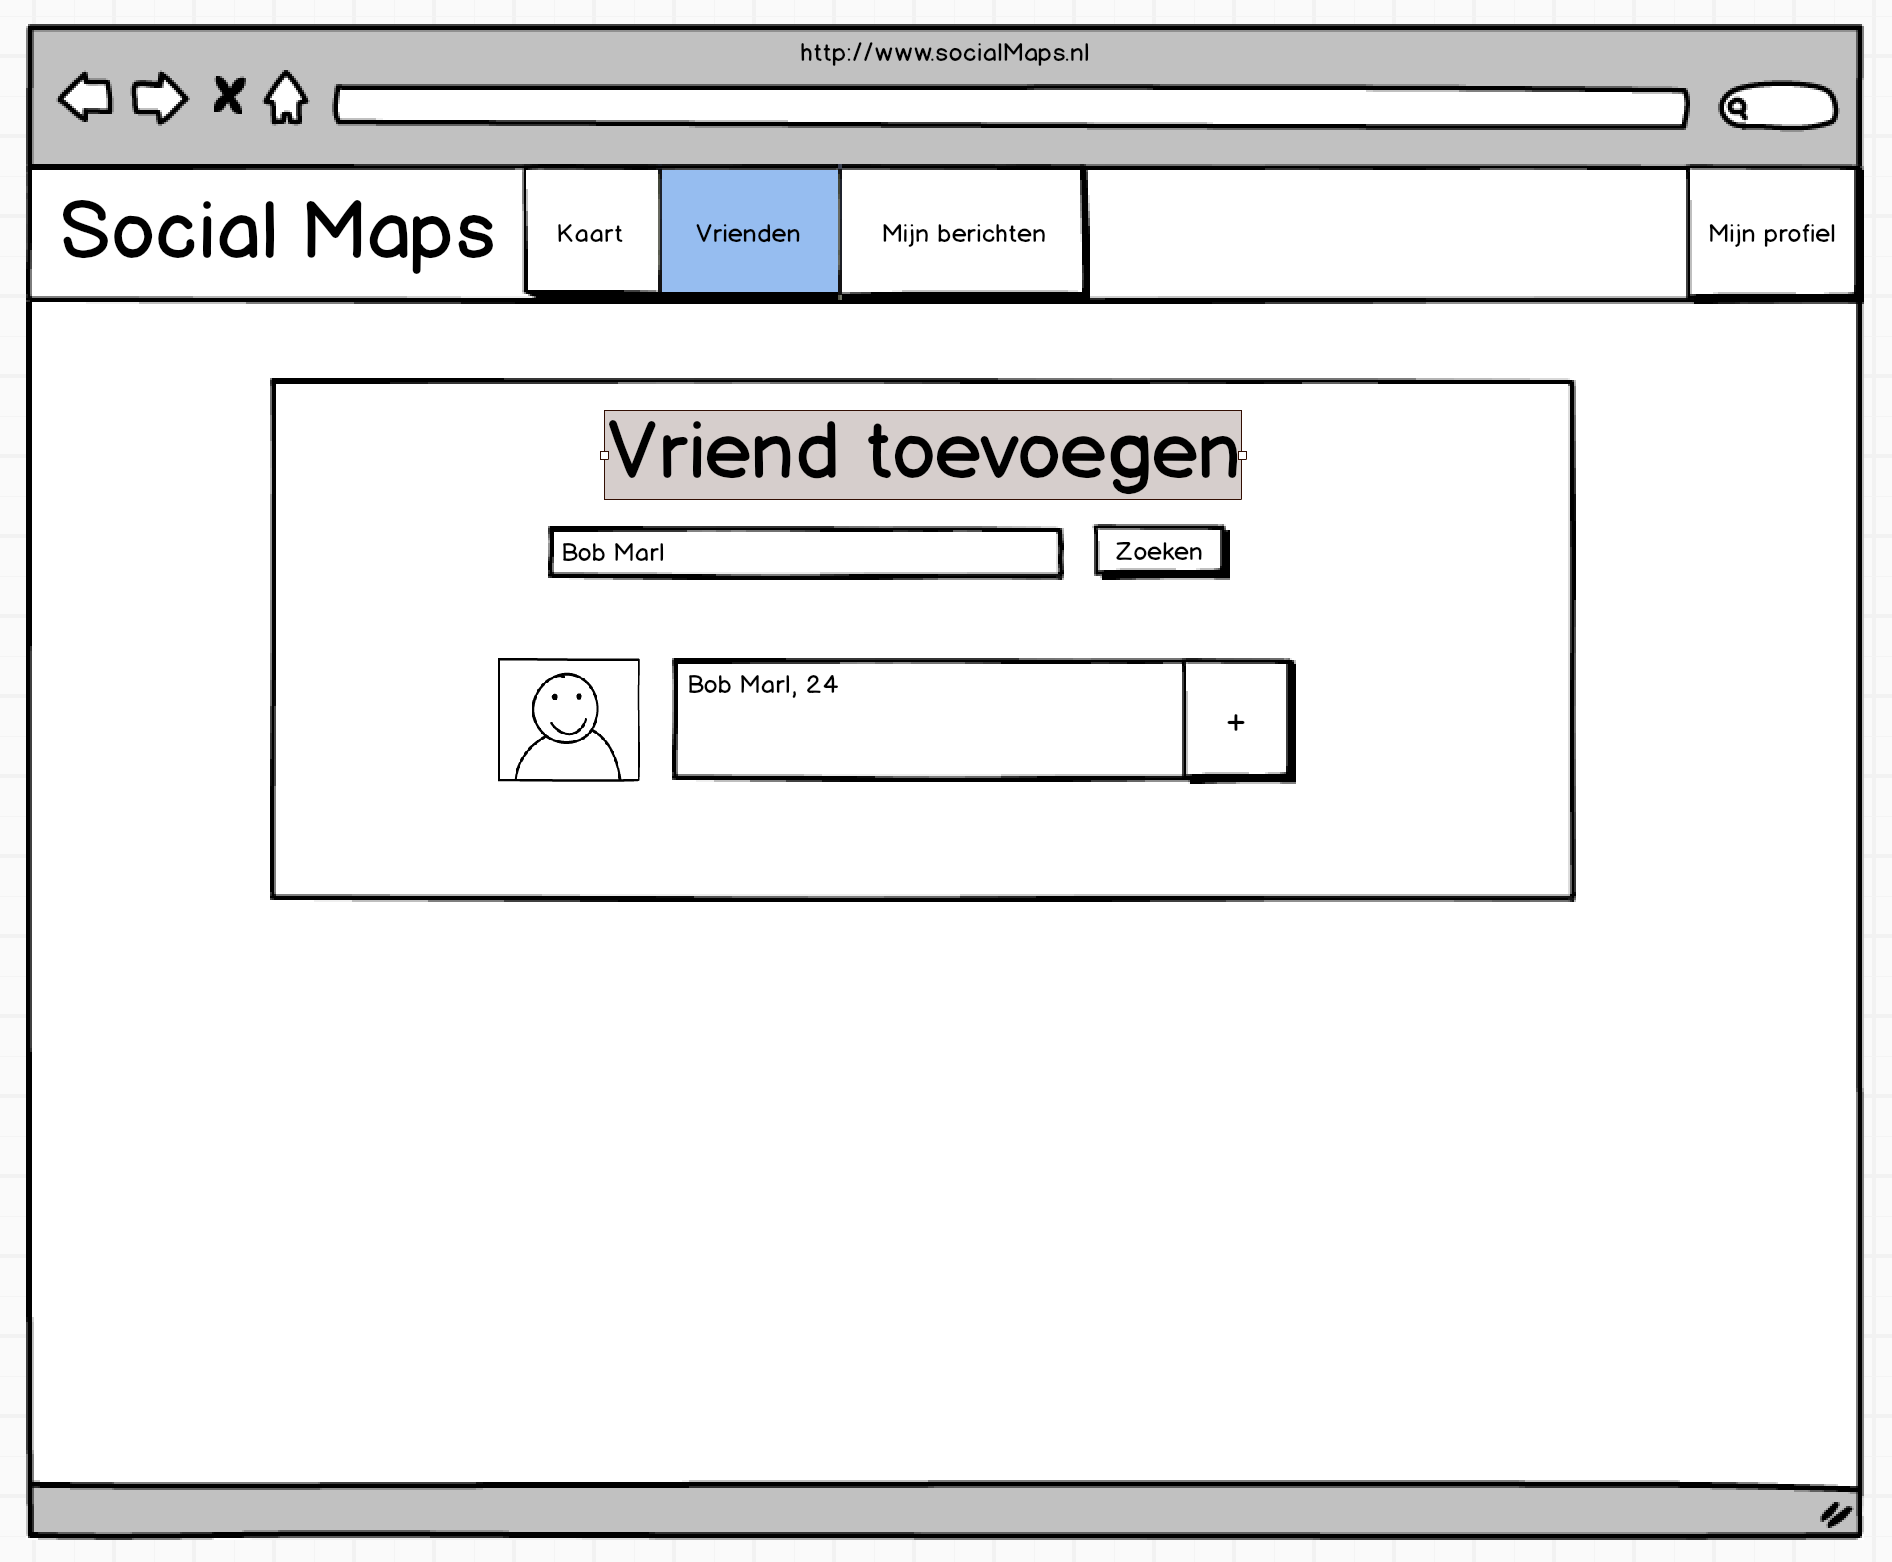 http://www.socialMaps.nl
Social Maps
Kaart
Vrienden
Mijn berichten
Mijn profiel
Vriend toevoegen
Bob Marl
Zoeken
Bob Marl, 24
+